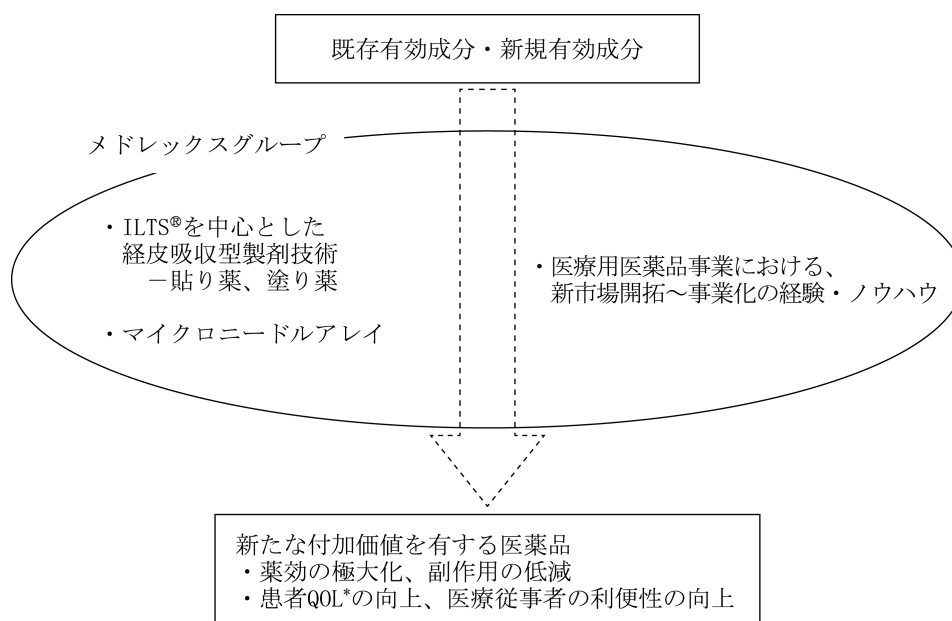 既存有効成分・新規有効成分
メドレックスグループ
・ILTS®を中心とした
経皮吸収型製剤技術
－貼り薬、塗り薬
・マイクロニードルアレイ
・医療用医薬品事業における、
新市場開拓～事業化の経験・ノウハウ
新たな付加価値を有する医薬品
・薬効の極大化、副作用の低減
・患者QOL*の向上、医療従事者の利便性の向上